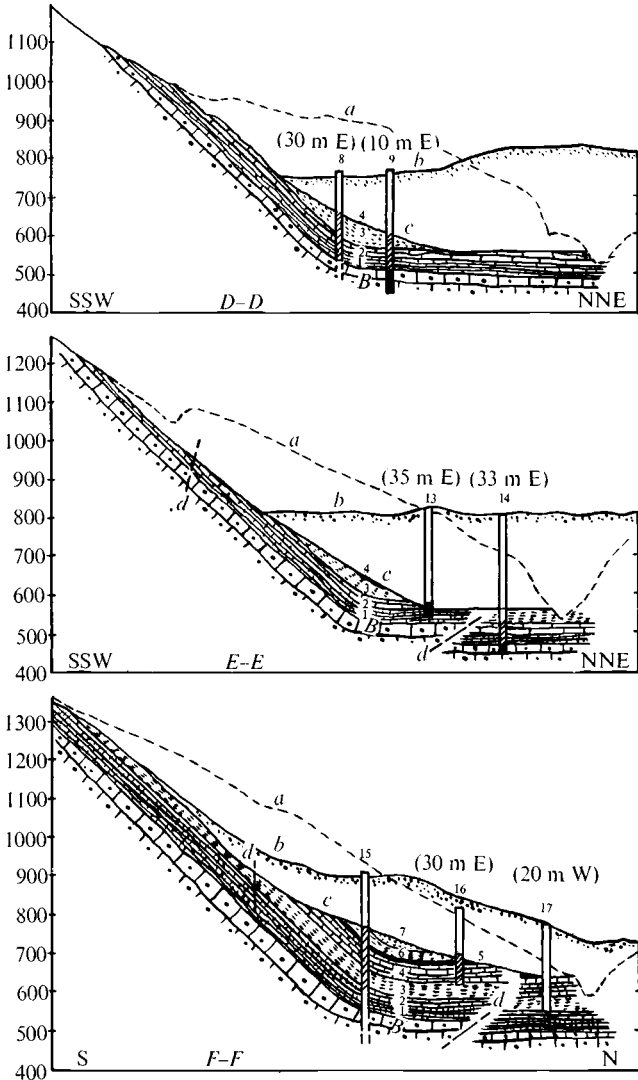 1100
a
1000
900
(30 m E) (10 m E)
8 9 b
800
700
4
3 c
600
2
1
500
B
400
SSW D–D NNE
1200
1100
a
1000
(35 m E) (33 m E)
900
d b 13 14
800
700
4 c
3
600
2
1
500
B d
400
SSW E–E NNE
1300
1200
a
1100
1000
b
d 15 (30 m E) (20 m W)
900
16
c 17
800
7
6 5
700
4
3 d
600
2
1
500
B
400
S F–F N